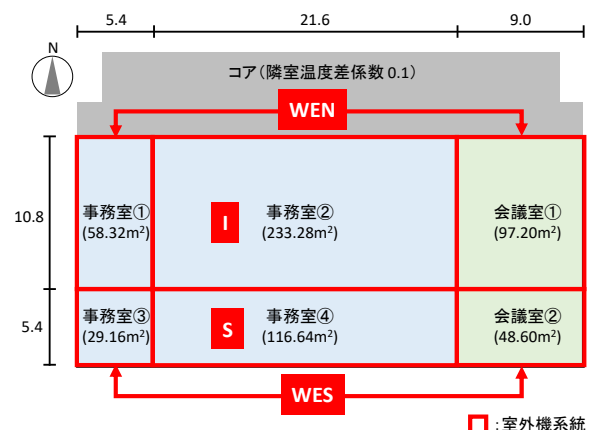 5.4 21.6 9.0
N
コア(隣室温度差係数 0.1)
WEN
10.8
事務室①
(58.32m²)
I
事務室②
(233.28m²)
会議室①
(97.20m²)
5.4
事務室③
(29.16m²)
S
事務室④
(116.64m²)
会議室②
(48.60m²)
WES
:室外機系統